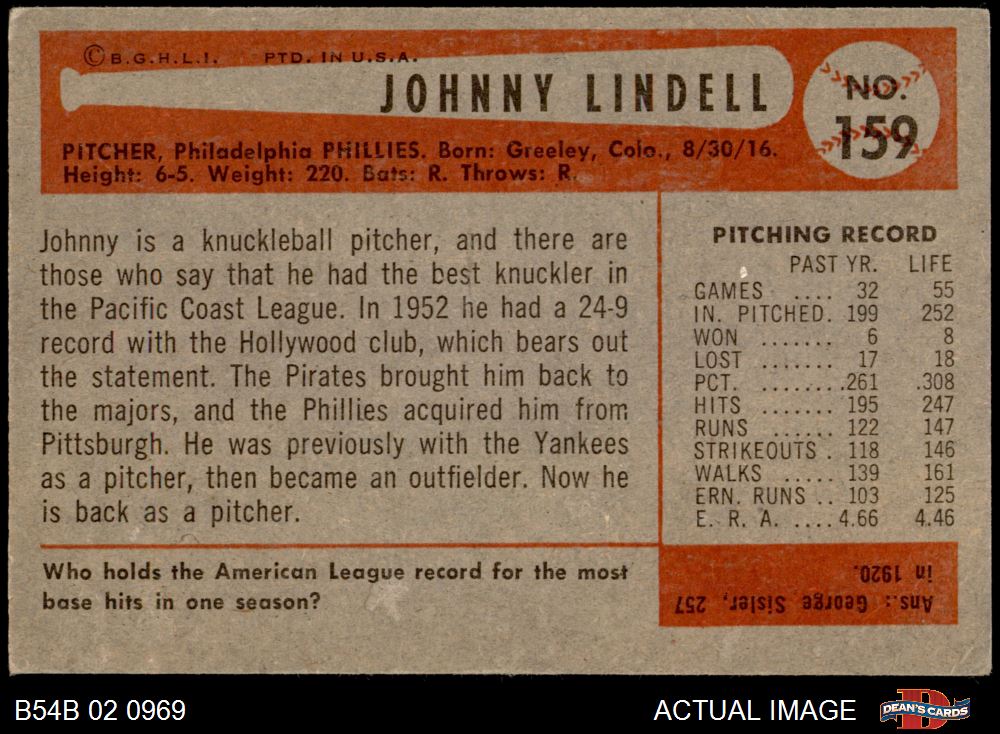 ©B.G.H.L.I. PTD. IN U.S.A.
JOHNNY LINDELL
NO.
159
PITCHER, Philadelphia PHILLIES. Born: Greeley, Colo., 8/30/16.
Height: 6-5. Weight: 220. Bats: R. Throws: R.
Johnny is a knuckleball pitcher, and there are
those who say that he had the best knuckler in
the Pacific Coast League. In 1952 he had a 24-9
record with the Hollywood club, which bears out
the statement. The Pirates brought him back to
the majors, and the Phillies acquired him from
Pittsburgh. He was previously with the Yankees
as a pitcher, then became an outfielder. Now he
is back as a pitcher.
PITCHING RECORD
PAST YR. LIFE
GAMES .... 32 55
IN. PITCHED. 199 252
WON ....... 6 8
LOST ....... 17 18
PCT. ........ .261 .308
HITS ....... 195 247
RUNS ...... 122 147
STRIKEOUTS . 118 146
WALKS ..... 139 161
ERN. RUNS .. 103 125
E. R. A. .... 4.66 4.46
Who holds the American League record for the most
base hits in one season?
Ans.: George Sisler, 257
in 1920.
B54B 02 0969
ACTUAL IMAGE
D
DEAN'S CARDS